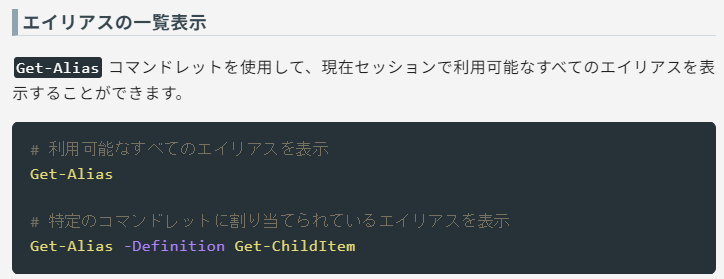 エイリアスの一覧表示
Get-Alias コマンドレットを使用して、現在セッションで利用可能なすべてのエイリアスを表
示することができます。
# 利用可能なすべてのエイリアスを表示
Get-Alias
# 特定のコマンドレットに割り当てられているエイリアスを表示
Get-Alias -Definition Get-ChildItem